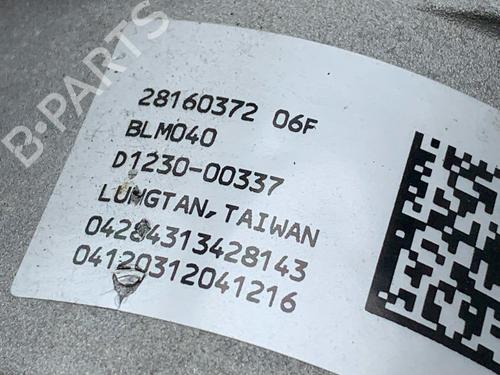 B-PARTS
28160372 06F
BLM040
D1230-00337
LUNGTAN, TAIWAN
04284313428143
04120312041216